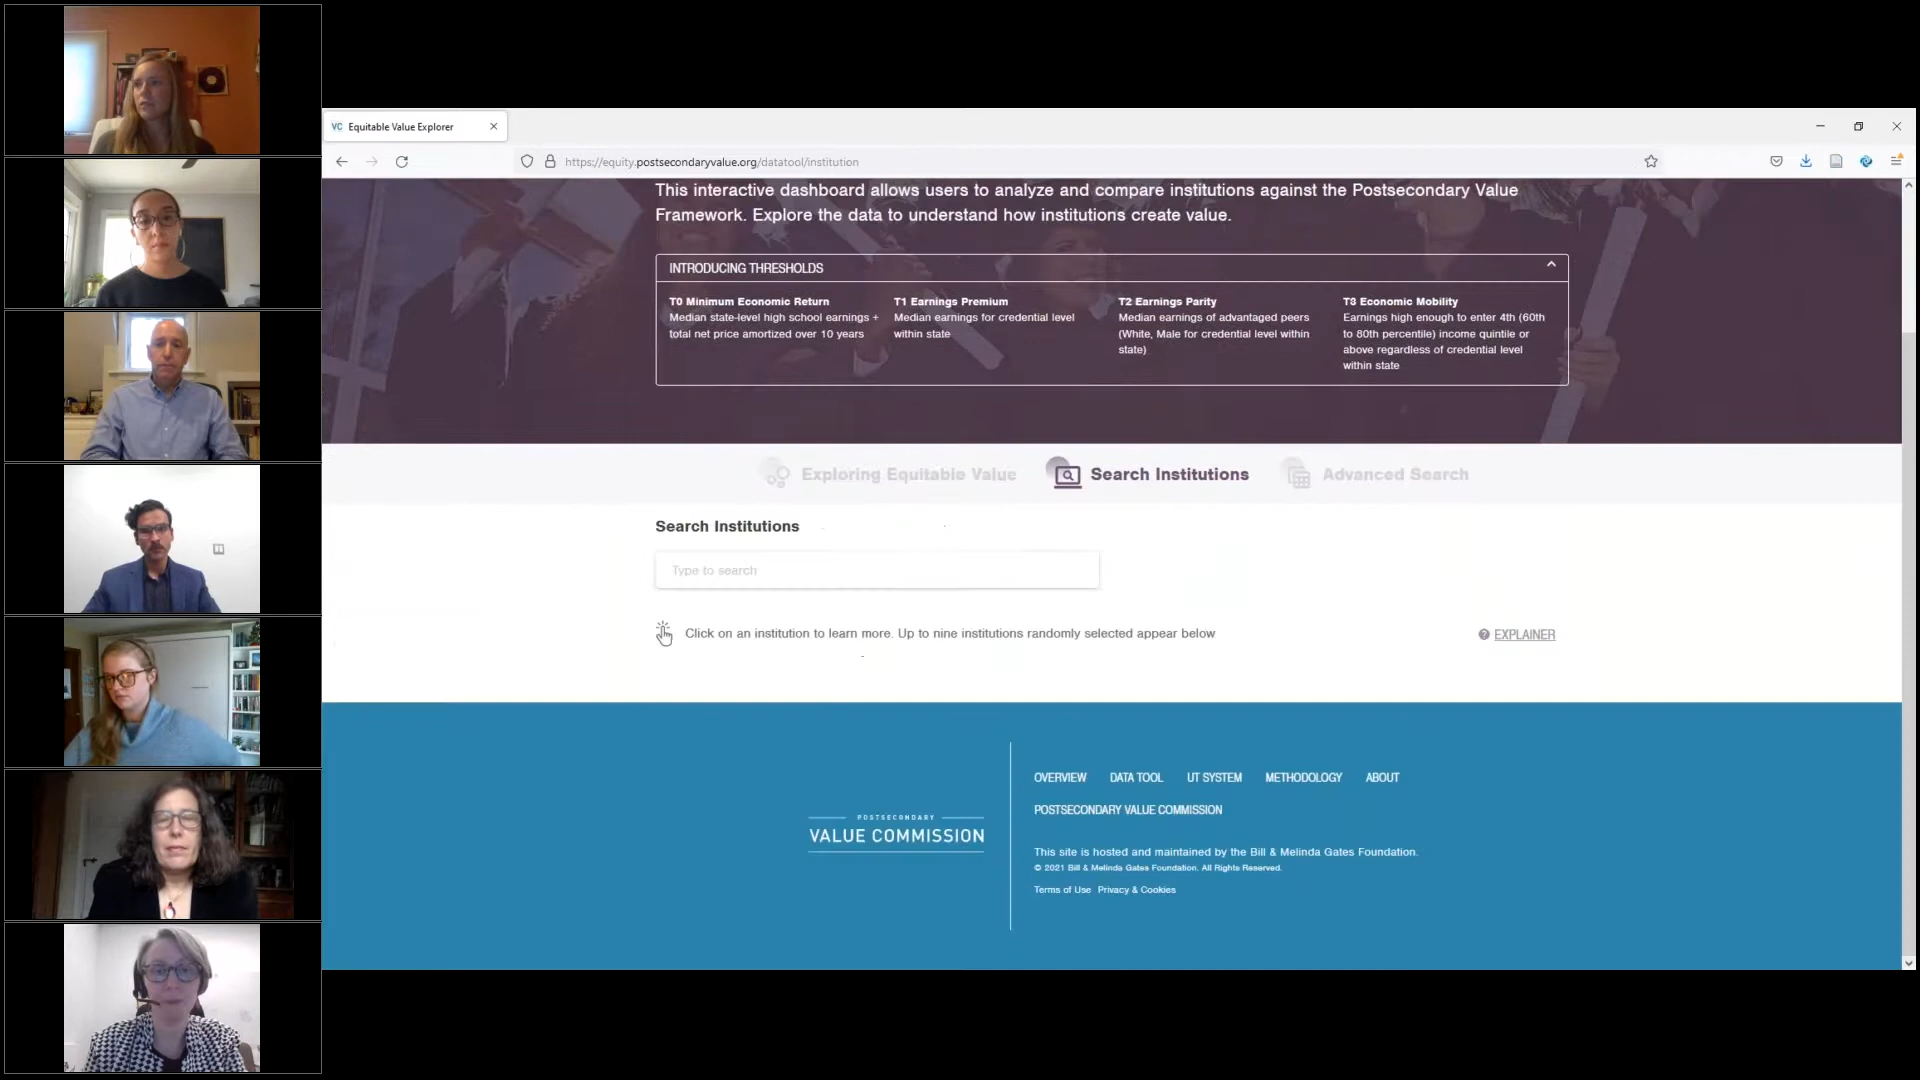 VC Equitable Value Explorer
https://equity.postsecondaryvalue.org/datatool/institution
This interactive dashboard allows users to analyze and compare institutions against the Postsecondary Value
Framework. Explore the data to understand how institutions create value.
INTRODUCING THRESHOLDS
T0 Minimum Economic Return
Median state-level high school earnings +
total net price amortized over 10 years
T1 Earnings Premium
Median earnings for credential level
within state
T2 Earnings Parity
Median earnings of advantaged peers
(White, Male for credential level within
state)
T3 Economic Mobility
Earnings high enough to enter 4th (60th
to 80th percentile) income quintile or
above regardless of credential level
within state
Exploring Equitable Value
Search Institutions
Advanced Search
Search Institutions
Type to search
Click on an institution to learn more. Up to nine institutions randomly selected appear below
EXPLAINER
POSTSECONDARY
VALUE COMMISSION
OVERVIEW DATA TOOL UT SYSTEM METHODOLOGY ABOUT
POSTSECONDARY VALUE COMMISSION
This site is hosted and maintained by the Bill & Melinda Gates Foundation.
© 2021 Bill & Melinda Gates Foundation. All Rights Reserved.
Terms of Use Privacy & Cookies